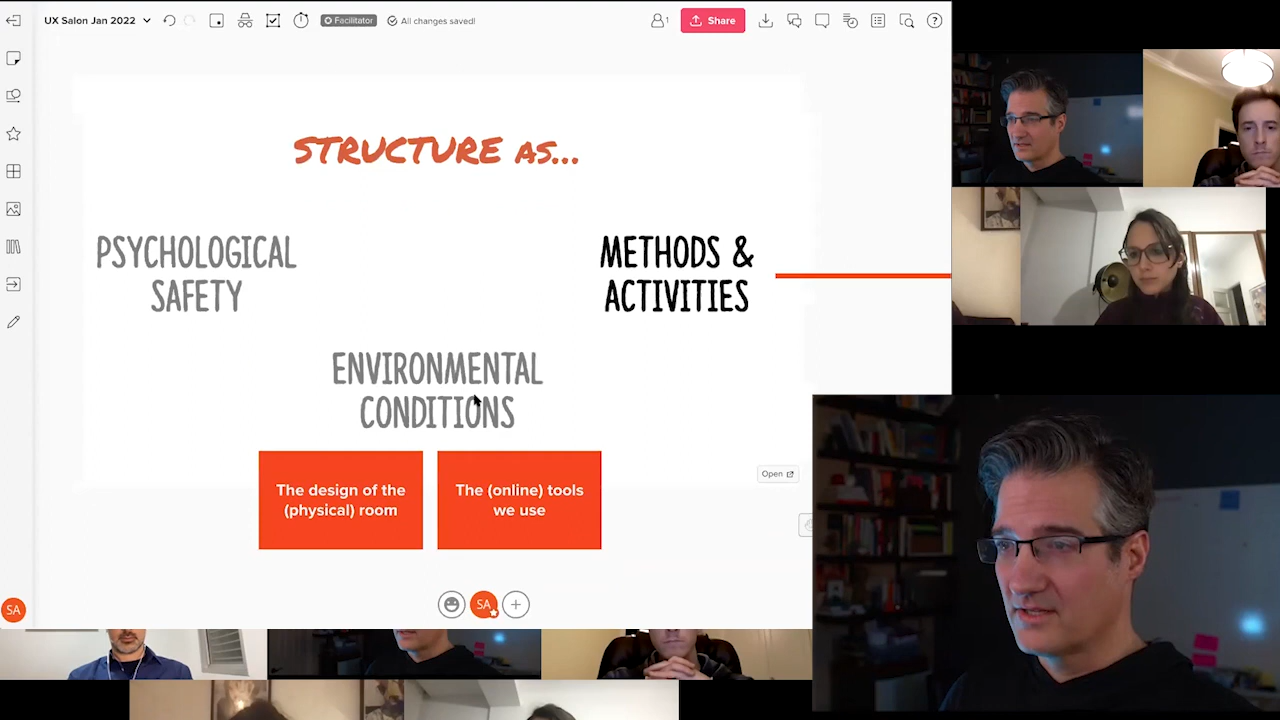 UX Salon Jan 2022
Facilitator
All changes saved!
1
Share
?
STRUCTURE AS...
PSYCHOLOGICAL
SAFETY
METHODS &
ACTIVITIES
ENVIRONMENTAL
CONDITIONS
Open
The design of the
(physical) room
The (online) tools
we use
SA
SA